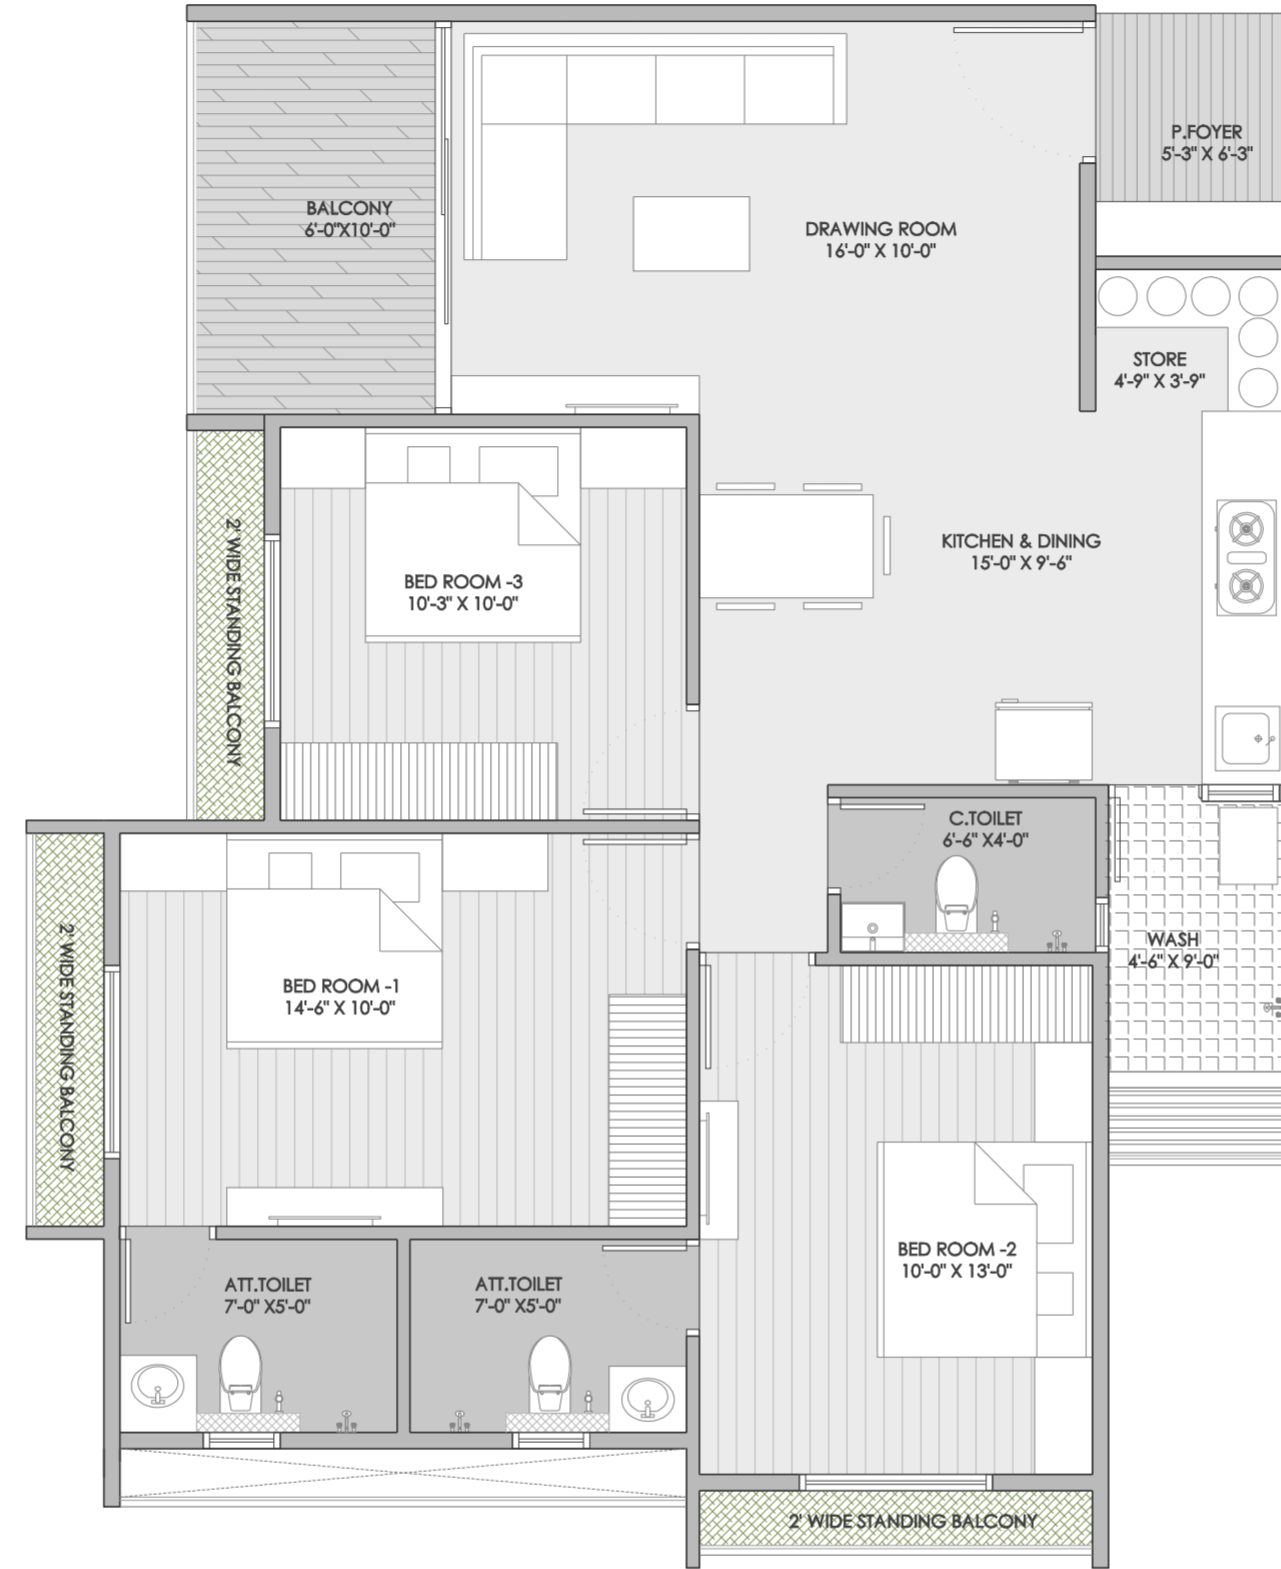 P.FOYER
5'-3" X 6'-3"
BALCONY
6'-0"X10'-0"
DRAWING ROOM
16'-0" X 10'-0"
STORE
4'-9" X 3'-9"
2' WIDE STANDING BALCONY
BED ROOM -3
10'-3" X 10'-0"
KITCHEN & DINING
15'-0" X 9'-6"
C.TOILET
6'-6" X4'-0"
WASH
4'-6" X 9'-0"
2' WIDE STANDING BALCONY
BED ROOM -1
14'-6" X 10'-0"
BED ROOM -2
10'-0" X 13'-0"
ATT.TOILET
7'-0" X5'-0"
ATT.TOILET
7'-0" X5'-0"
2' WIDE STANDING BALCONY